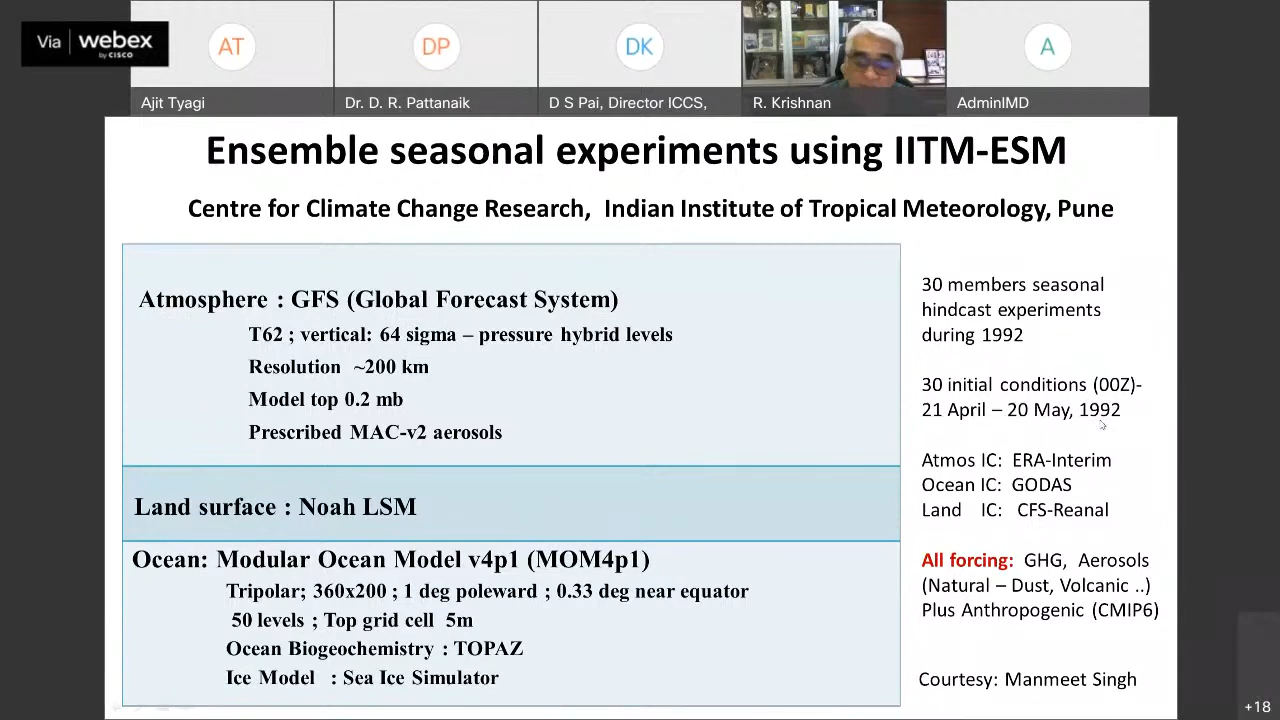 Via webex
by CISCO
AT
DP
DK
A
Ajit Tyagi
Dr. D. R. Pattanaik
D S Pai, Director ICCS,
R. Krishnan
AdminIMD
Ensemble seasonal experiments using IITM-ESM
Centre for Climate Change Research, Indian Institute of Tropical Meteorology, Pune
Atmosphere : GFS (Global Forecast System)
T62 ; vertical: 64 sigma – pressure hybrid levels
Resolution ~200 km
Model top 0.2 mb
Prescribed MAC-v2 aerosols
Land surface : Noah LSM
Ocean: Modular Ocean Model v4p1 (MOM4p1)
Tripolar; 360x200 ; 1 deg poleward ; 0.33 deg near equator
50 levels ; Top grid cell 5m
Ocean Biogeochemistry : TOPAZ
Ice Model : Sea Ice Simulator
30 members seasonal
hindcast experiments
during 1992
30 initial conditions (00Z)-
21 April – 20 May, 1992
Atmos IC: ERA-Interim
Ocean IC: GODAS
Land IC: CFS-Reanal
All forcing: GHG, Aerosols
(Natural – Dust, Volcanic ..)
Plus Anthropogenic (CMIP6)
Courtesy: Manmeet Singh
+18